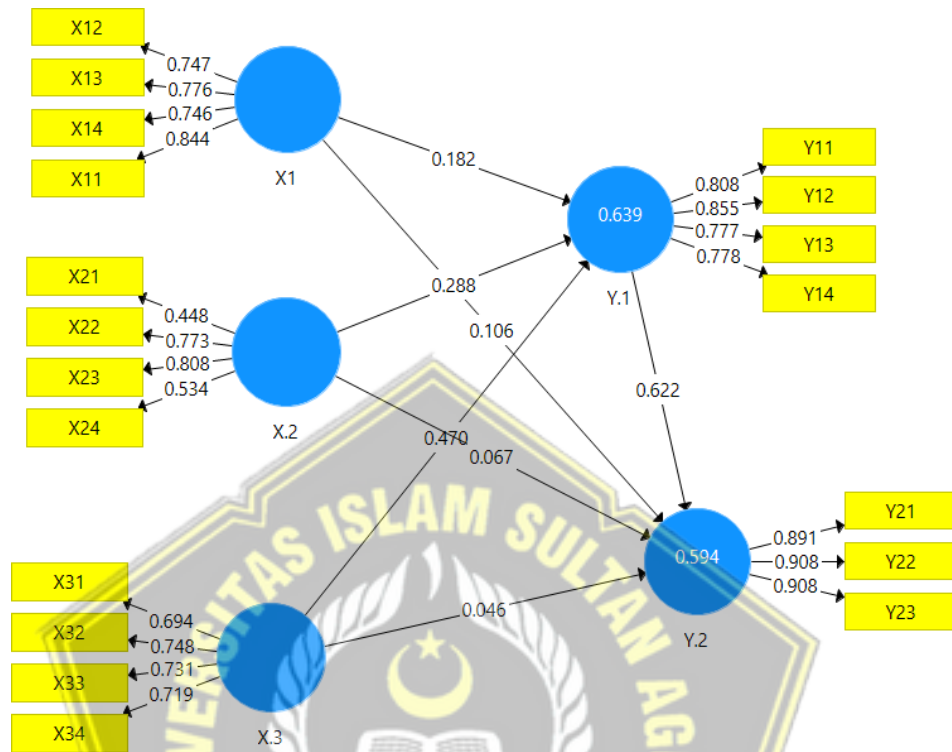 X12
X13
X14
X11
0.747
0.776
0.746
0.844
X1
X21
X22
X23
X24
0.448
0.773
0.808
0.534
X.2
X31
X32
X33
X34
0.694
0.748
0.731
0.719
X.3
0.182
0.288
0.106
0.470
0.067
0.046
0.622
0.639
Y.1
0.808
0.855
0.777
0.778
Y11
Y12
Y13
Y14
0.594
Y.2
0.891
0.908
0.908
Y21
Y22
Y23
VERSITAS ISLAM SULTAN AG